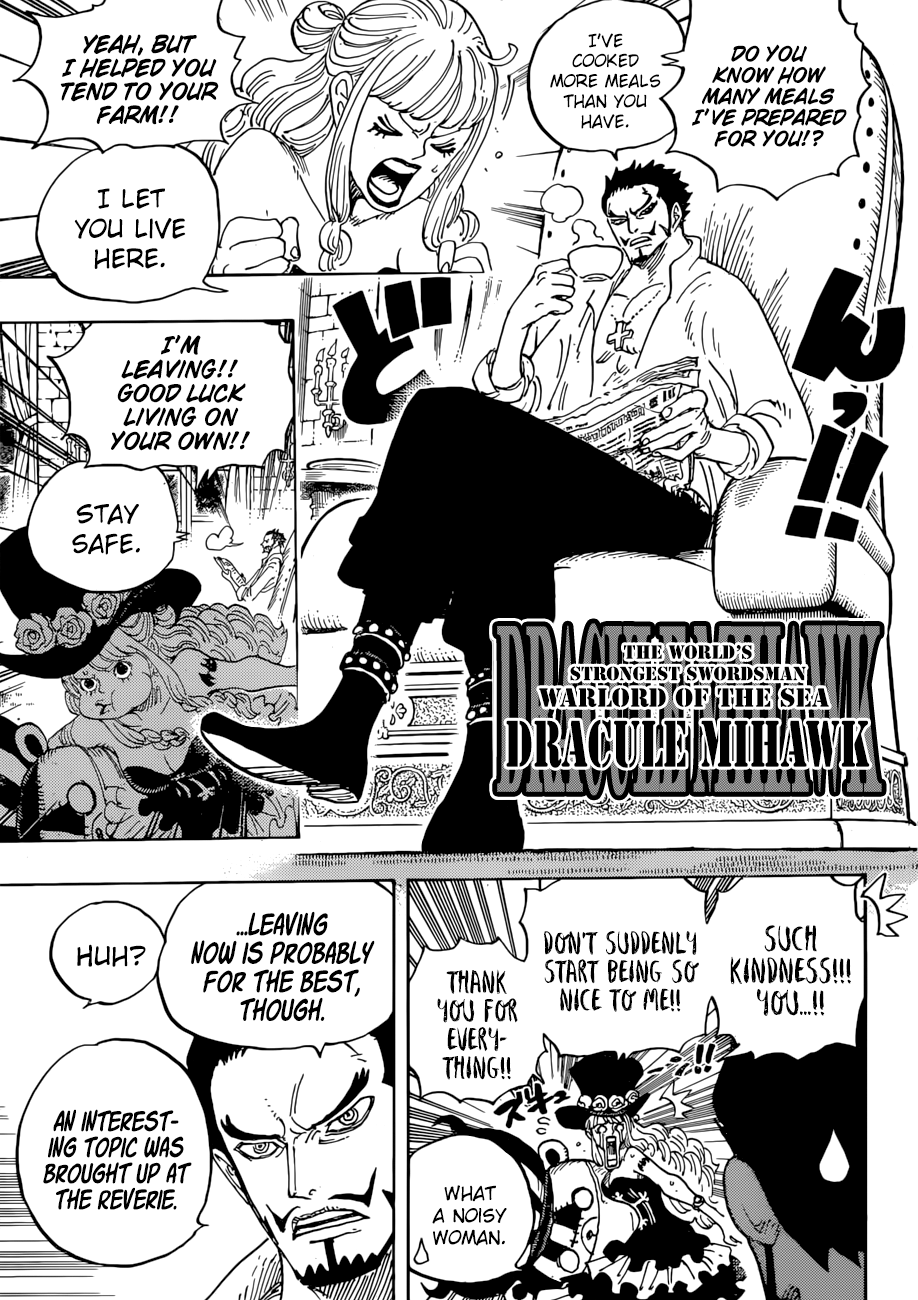 DO YOU
KNOW HOW
MANY MEALS
I'VE PREPARED
FOR YOU!?
I'VE
COOKED
MORE MEALS
THAN YOU
HAVE.
YEAH, BUT
I HELPED YOU
TEND TO YOUR
FARM!!
I LET
YOU LIVE
HERE.
ドン!!
DRACULE MIHAWK
THE WORLD'S
STRONGEST SWORDSMAN
WARLORD OF THE SEA
DRACULE MIHAWK
I'M
LEAVING!!
GOOD LUCK
LIVING ON
YOUR OWN!!
STAY
SAFE.
SUCH
KINDNESS!!!
YOU...!!
DON'T SUDDENLY
START BEING SO
NICE TO ME!!
THANK
YOU FOR
EVERY-
THING!!
!!
WHAT
A NOISY
WOMAN.
...LEAVING
NOW IS PROBABLY
FOR THE BEST,
THOUGH.
HUH?
AN INTEREST-
ING TOPIC WAS
BROUGHT UP AT
THE REVERIE.